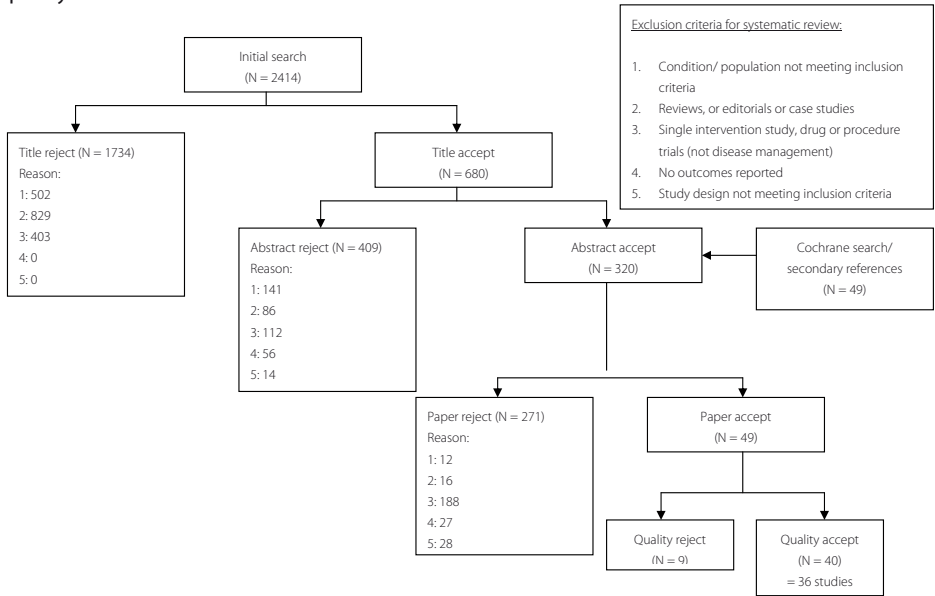 Exclusion criteria for systematic review:
1. Condition/ population not meeting inclusion
criteria
2. Reviews, or editorials or case studies
3. Single intervention study, drug or procedure
trials (not disease management)
4. No outcomes reported
5. Study design not meeting inclusion criteria
Initial search
(N = 2414)
Title reject (N = 1734)
Reason:
1: 502
2: 829
3: 403
4: 0
5: 0
Title accept
(N = 680)
Abstract reject (N = 409)
Reason:
1: 141
2: 86
3: 112
4: 56
5: 14
Abstract accept
(N = 320)
Cochrane search/
secondary references
(N = 49)
Paper reject (N = 271)
Reason:
1: 12
2: 16
3: 188
4: 27
5: 28
Paper accept
(N = 49)
Quality reject
(N = 9)
Quality accept
(N = 40)
= 36 studies